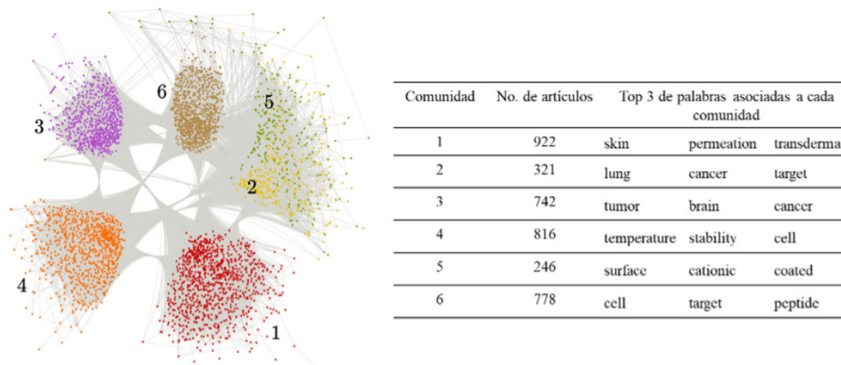 6
5
3
2
4
1
Comunidad No. de artículos Top 3 de palabras asociadas a cada
comunidad
1 922 skin permeation transderma
2 321 lung cancer target
3 742 tumor brain cancer
4 816 temperature stability cell
5 246 surface cationic coated
6 778 cell target peptide